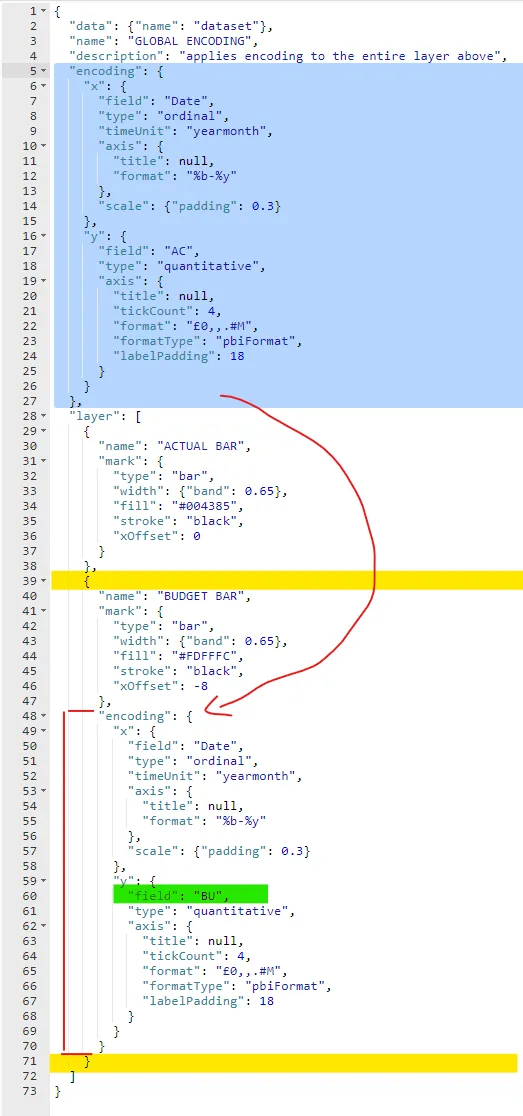 1 {
2 "data": {"name": "dataset"},
3 "name": "GLOBAL ENCODING",
4 "description": "applies encoding to the entire layer above",
5 "encoding": {
6 "x": {
7 "field": "Date",
8 "type": "ordinal",
9 "timeUnit": "yearmonth",
10 "axis": {
11 "title": null,
12 "format": "%b-%y"
13 },
14 "scale": {"padding": 0.3}
15 },
16 "y": {
17 "field": "AC",
18 "type": "quantitative",
19 "axis": {
20 "title": null,
21 "tickCount": 4,
22 "format": "£0,,.#M",
23 "formatType": "pbiFormat",
24 "labelPadding": 18
25 }
26 }
27 },
28 "layer": [
29 {
30 "name": "ACTUAL BAR",
31 "mark": {
32 "type": "bar",
33 "width": {"band": 0.65},
34 "fill": "#004385",
35 "stroke": "black",
36 "xOffset": 0
37 }
38 },
39 {
40 "name": "BUDGET BAR",
41 "mark": {
42 "type": "bar",
43 "width": {"band": 0.65},
44 "fill": "#FDFFFC",
45 "stroke": "black",
46 "xOffset": -8
47 },
48 "encoding": {
49 "x": {
50 "field": "Date",
51 "type": "ordinal",
52 "timeUnit": "yearmonth",
53 "axis": {
54 "title": null,
55 "format": "%b-%y"
56 },
57 "scale": {"padding": 0.3}
58 },
59 "y": {
60 "field": "BU",
61 "type": "quantitative",
62 "axis": {
63 "title": null,
64 "tickCount": 4,
65 "format": "£0,,.#M",
66 "formatType": "pbiFormat",
67 "labelPadding": 18
68 }
69 }
70 }
71 }
72 ]
73 }